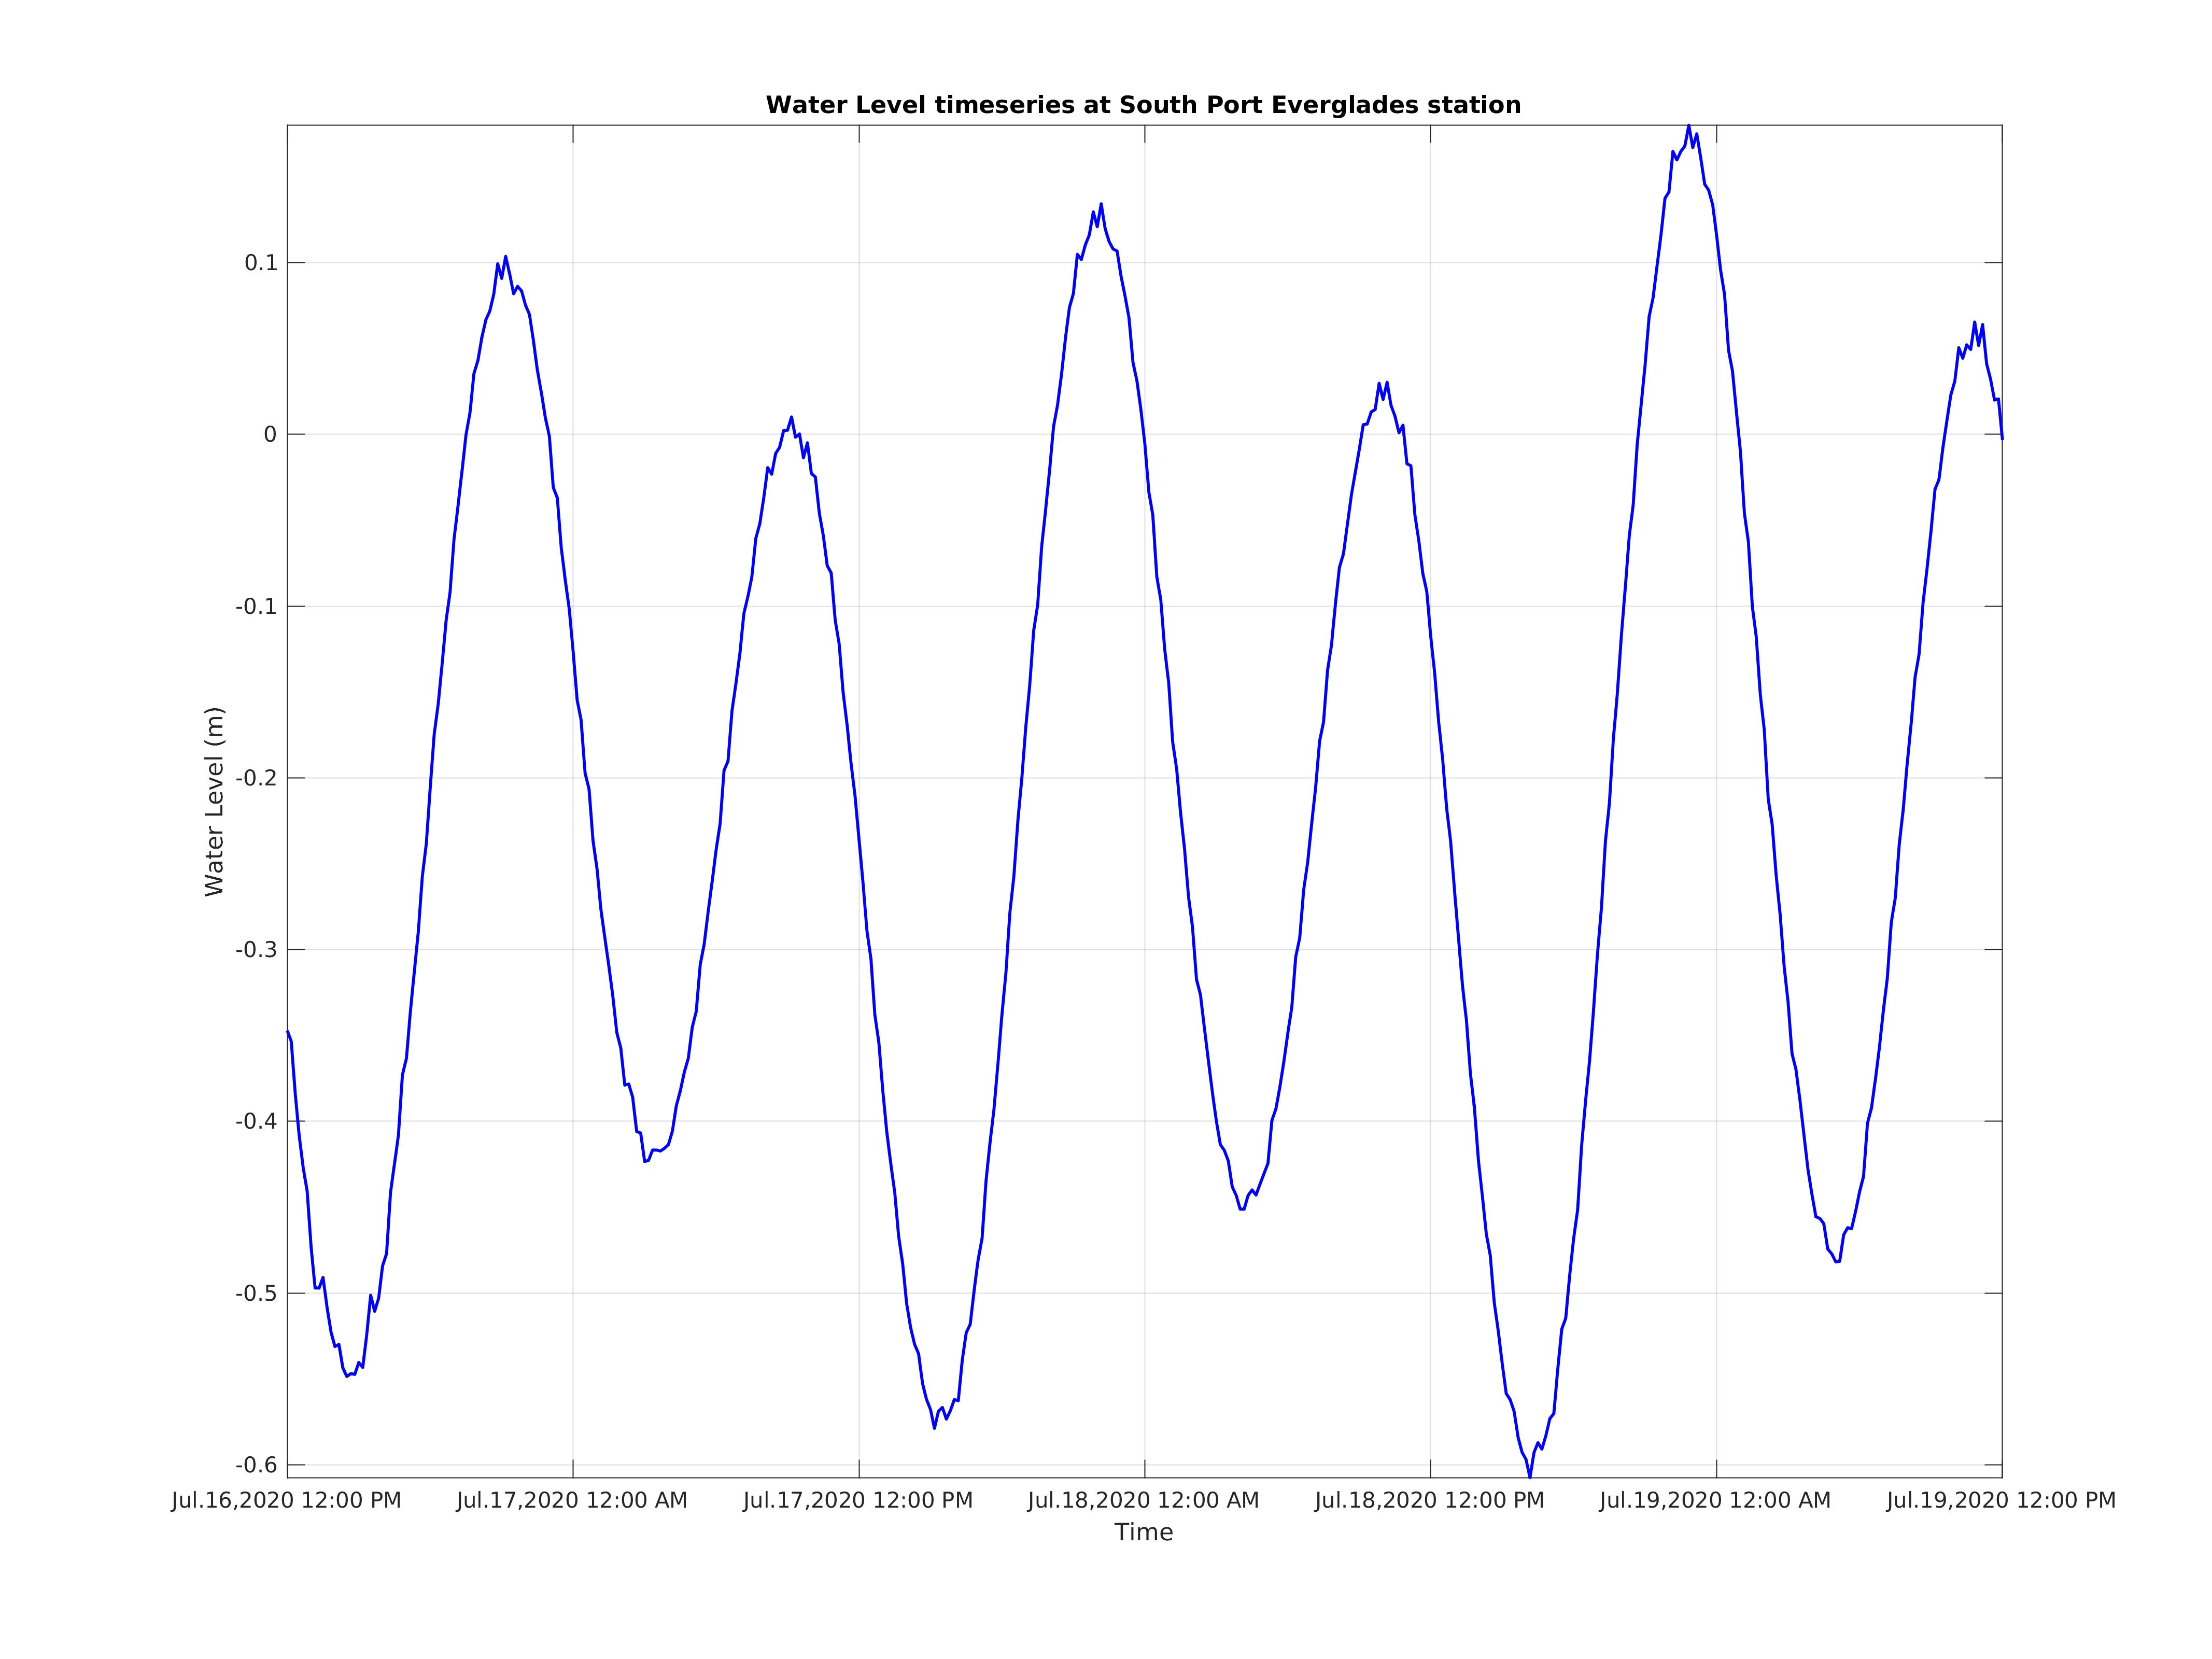 Water Level timeseries at South Port Everglades station
0.1
0
-0.1
-0.2
-0.3
-0.4
-0.5
-0.6
Water Level (m)
Jul.16,2020 12:00 PM
Jul.17,2020 12:00 AM
Jul.17,2020 12:00 PM
Jul.18,2020 12:00 AM
Jul.18,2020 12:00 PM
Jul.19,2020 12:00 AM
Jul.19,2020 12:00 PM
Time